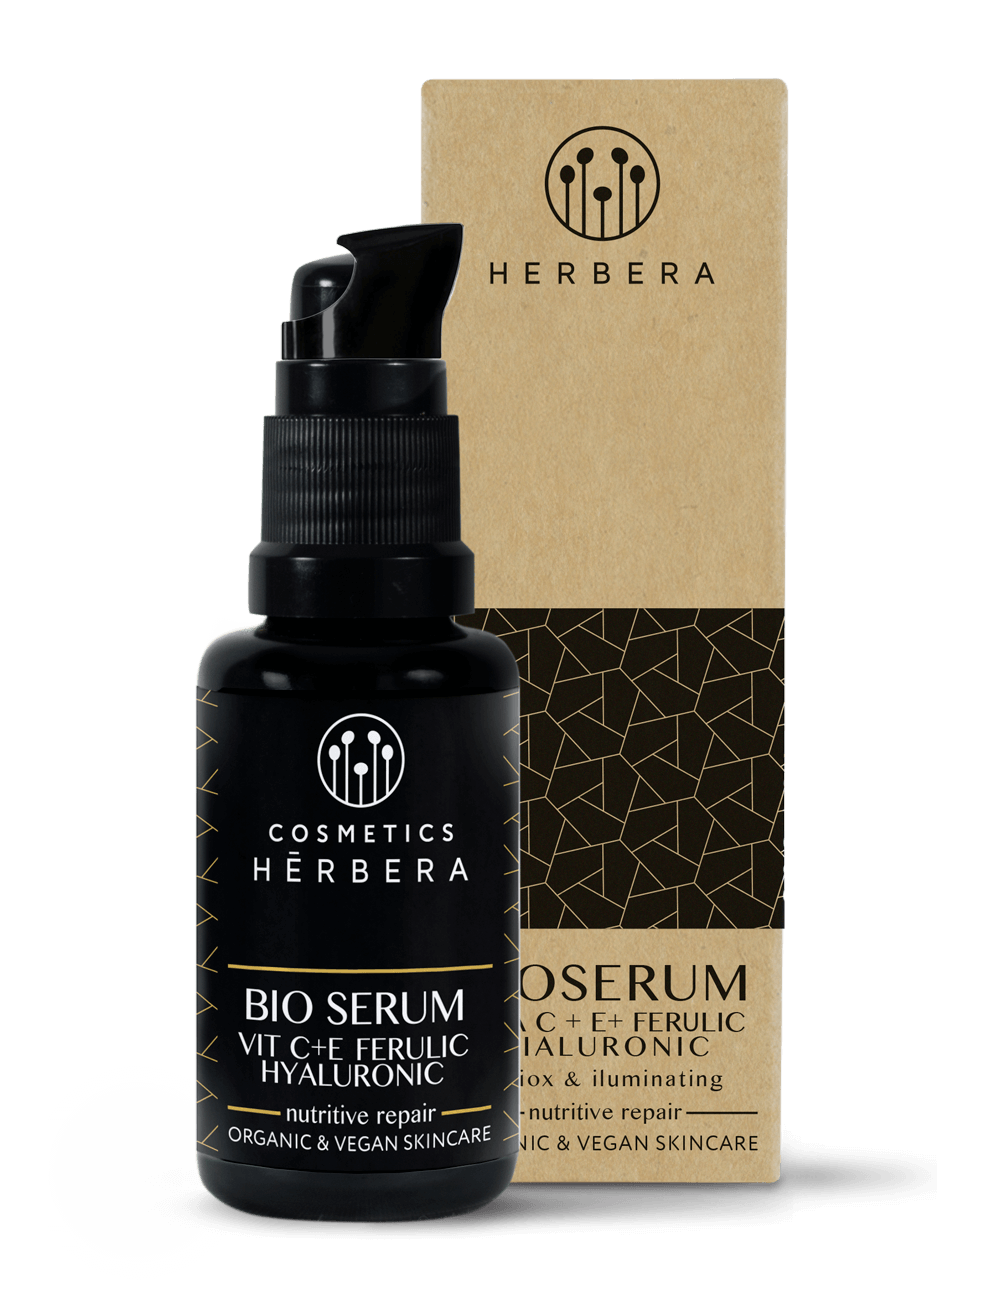 HERBERA
COSMETICS
HĒRBERA
BIO SERUM
VIT C+E FERULIC
HYALURONIC
nutritive repair
ORGANIC & VEGAN SKINCARE
OSERUM
C + E+ FERULIC
IALURONIC
iox & iluminating
nutritive repair
NIC & VEGAN SKINCARE